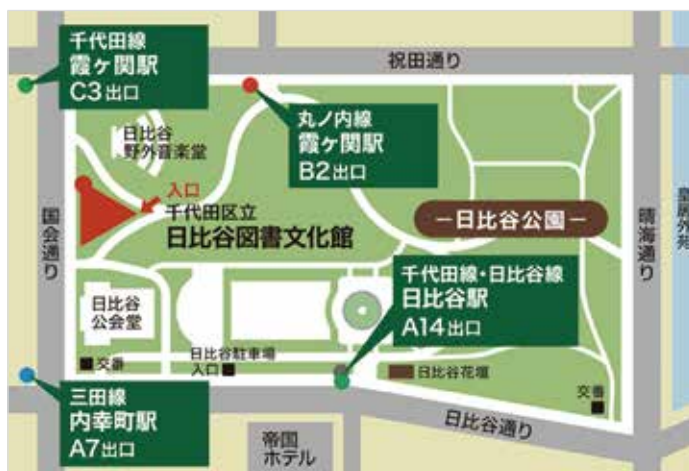 千代田線
霞ヶ関駅
C3出口
祝田通り
丸ノ内線
霞ヶ関駅
B2出口
日比谷
野外音楽堂
入口
千代田区立
日比谷図書文化館
ー日比谷公園ー
国会通り
晴海通り
皇居外苑
千代田線・日比谷線
日比谷駅
A14出口
日比谷
公会堂
交番
日比谷駐車場
入口
日比谷花壇
交番
三田線
内幸町駅
A7出口
帝国
ホテル
日比谷通り